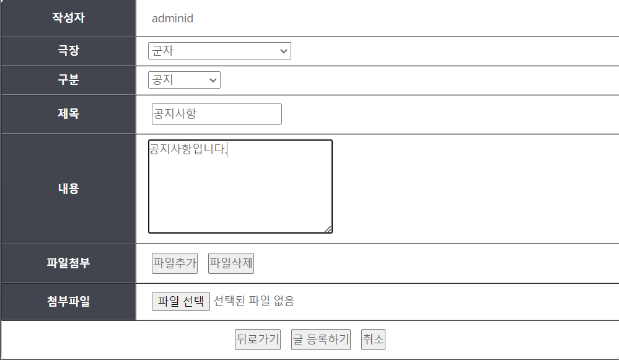 작성자 adminid
극장 군자
구분 공지
제목 공지사항
내용 공지사항입니다.
파일첨부 파일추가 파일삭제
첨부파일 파일 선택 선택된 파일 없음
뒤로가기 글 등록하기 취소